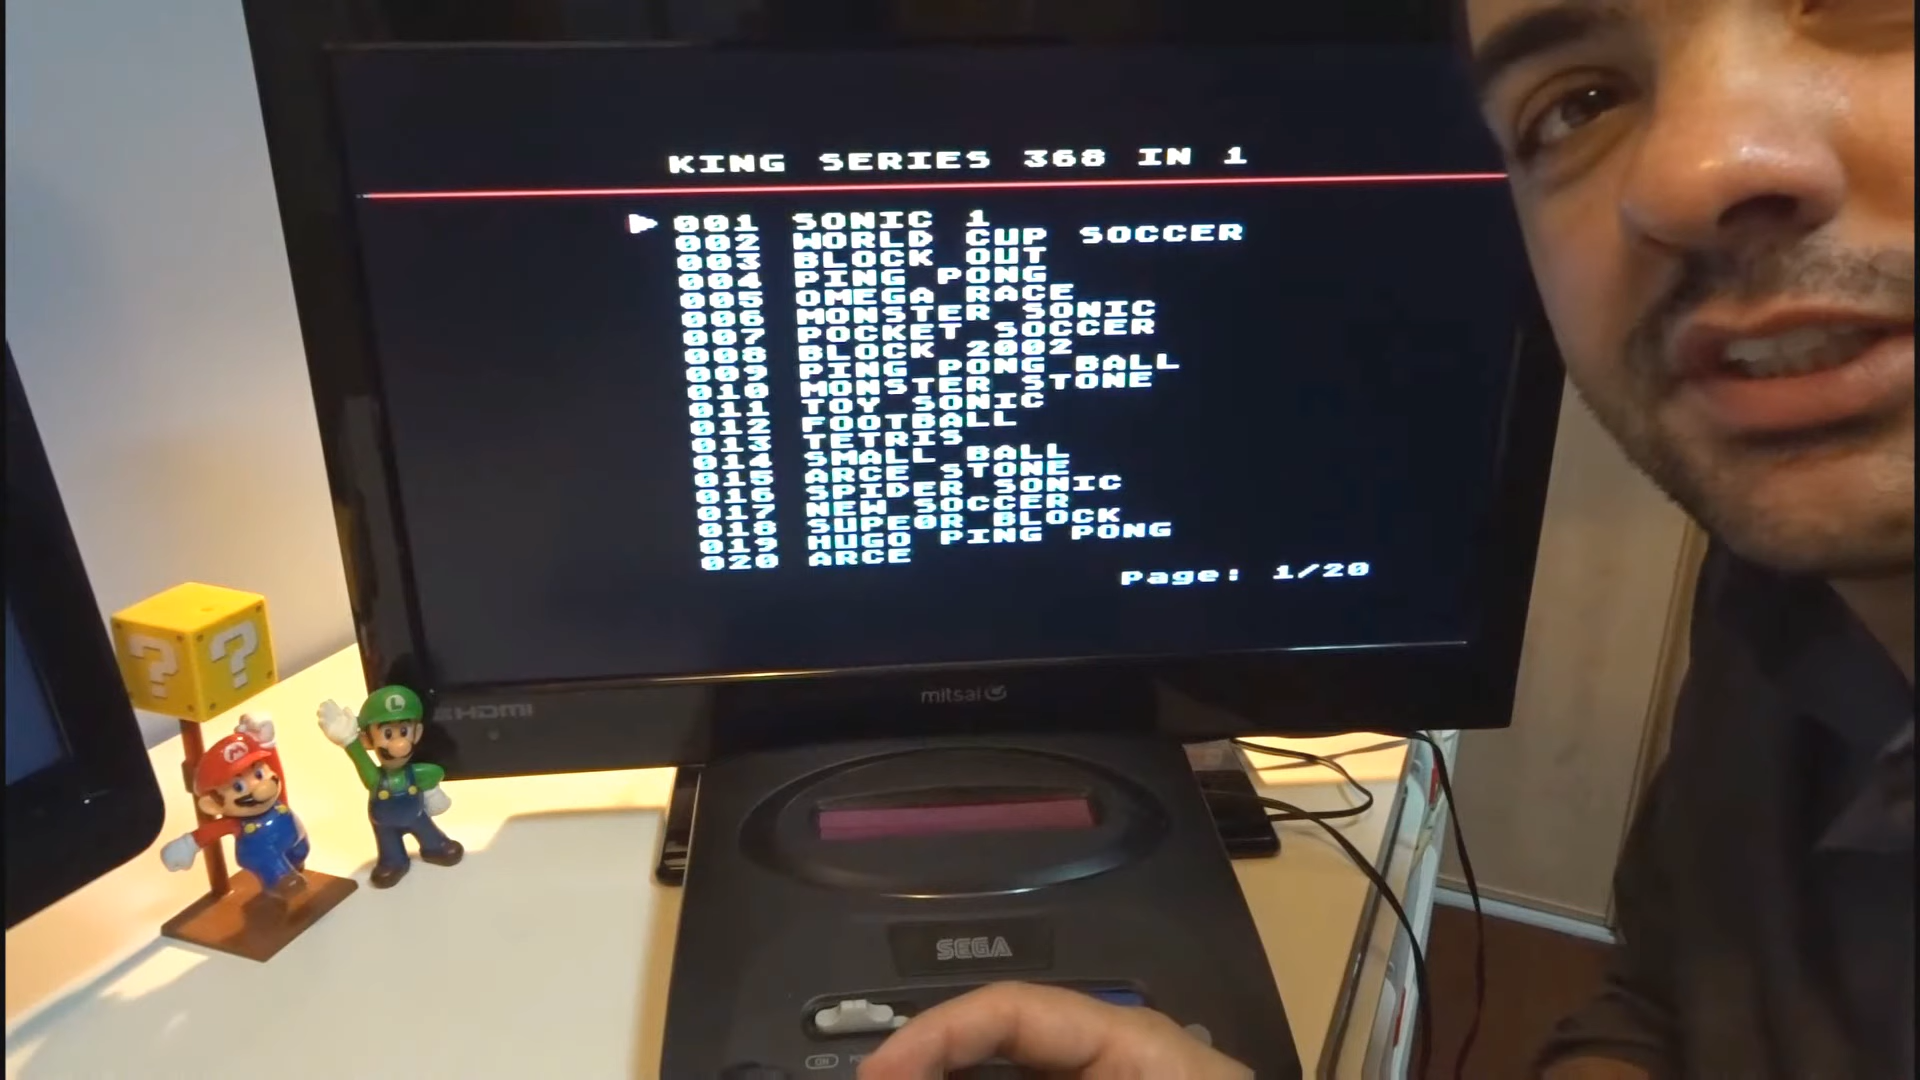 KING SERIES 368 IN 1
001 SONIC 1
002 WORLD CUP SOCCER
003 BLOCK OUT
004 PING PONG
005 OMEGA RACE
006 MONSTER SONIC
007 POCKET SOCCER
008 BLOCK 2002
009 PING PONG BALL
010 MONSTER STONE
011 TOY SONIC
012 FOOTBALL
013 TETRIS
014 SMALL BALL
015 ARCE STONE
016 SPIDER SONIC
017 NEW SOCCER
018 SUPE0R BLOCK
019 HUGO PING PONG
020 ARCE
Page: 1/20
HDMI
mitsai
? ?
M
L
SEGA
ON